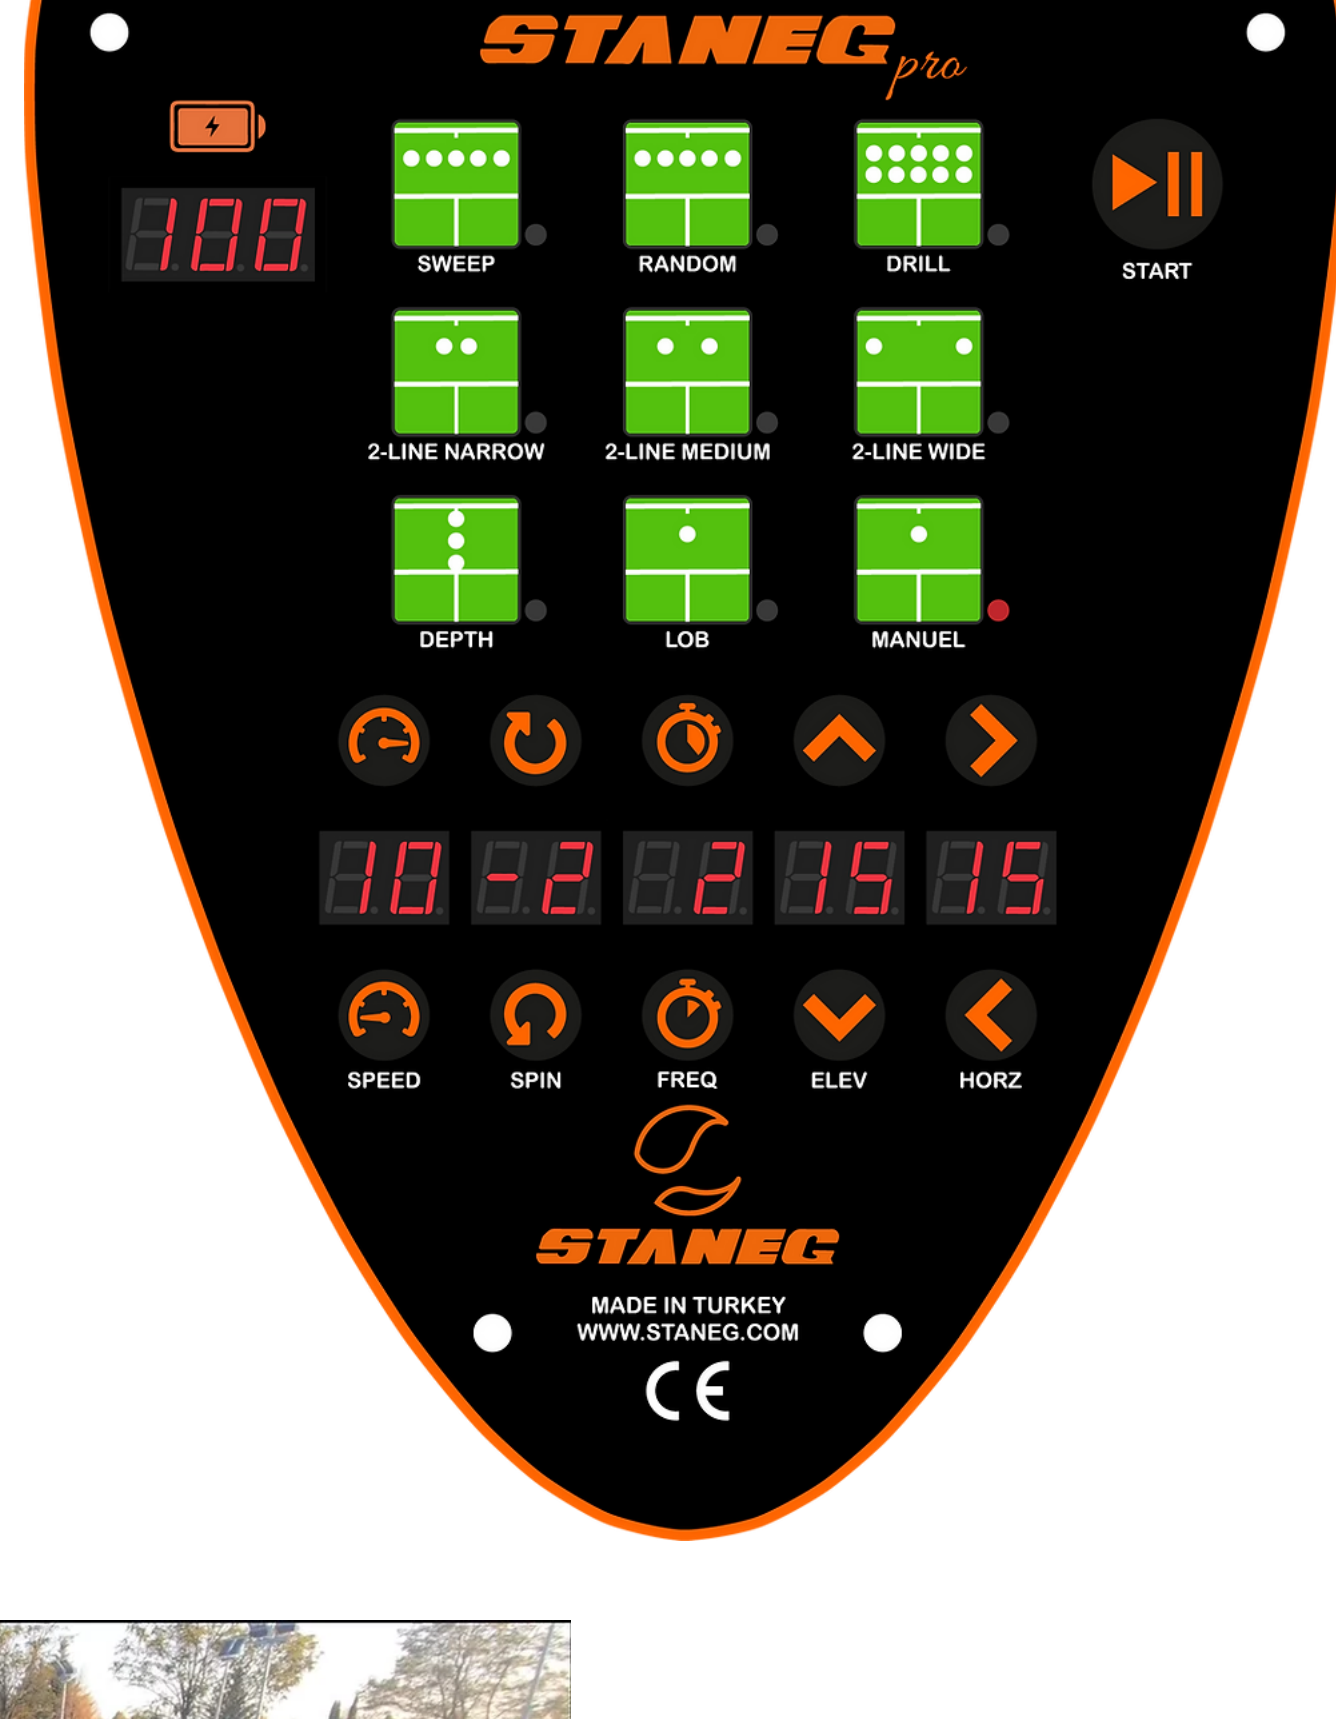 STANEG pro
100
SWEEP RANDOM DRILL START
2-LINE NARROW 2-LINE MEDIUM 2-LINE WIDE
DEPTH LOB MANUEL
10 -2 2 15 15
SPEED SPIN FREQ ELEV HORZ
STANEG
MADE IN TURKEY
WWW.STANEG.COM
CE